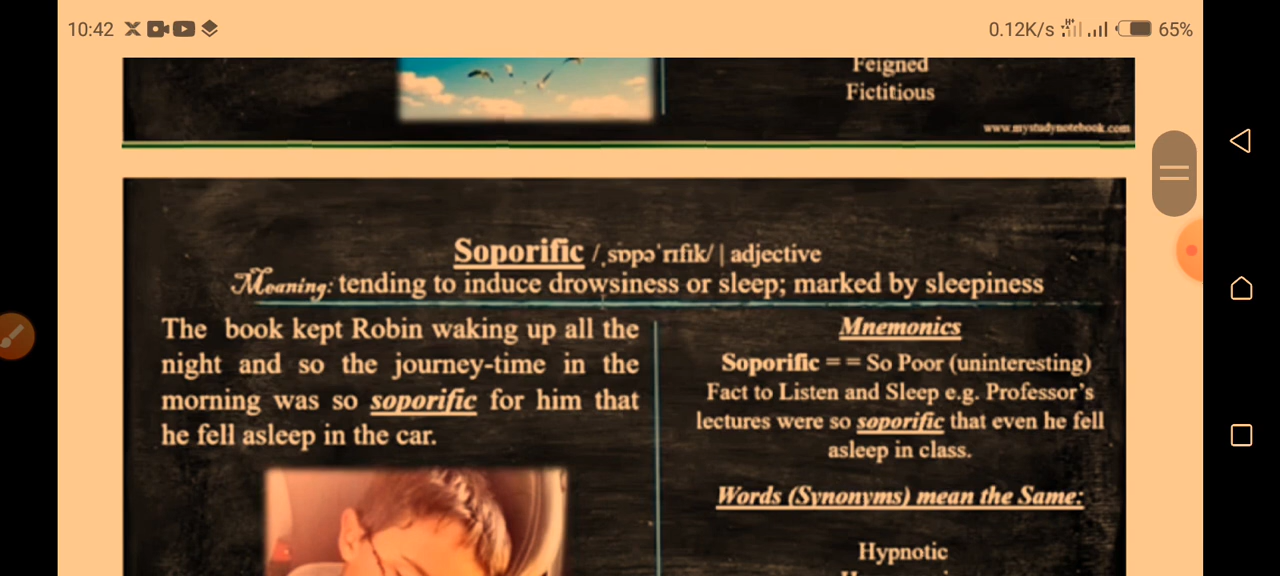 10:42
0.12K/s
H+
65%
Feigned
Fictitious
www.mystudynotebook.com
Soporific /ˌsɒpəˈrɪfɪk/ | adjective
Meaning: tending to induce drowsiness or sleep; marked by sleepiness
The book kept Robin waking up all the
night and so the journey-time in the
morning was so soporific for him that
he fell asleep in the car.
Mnemonics
Soporific = = So Poor (uninteresting)
Fact to Listen and Sleep e.g. Professor's
lectures were so soporific that even he fell
asleep in class.
Words (Synonyms) mean the Same:
Hypnotic